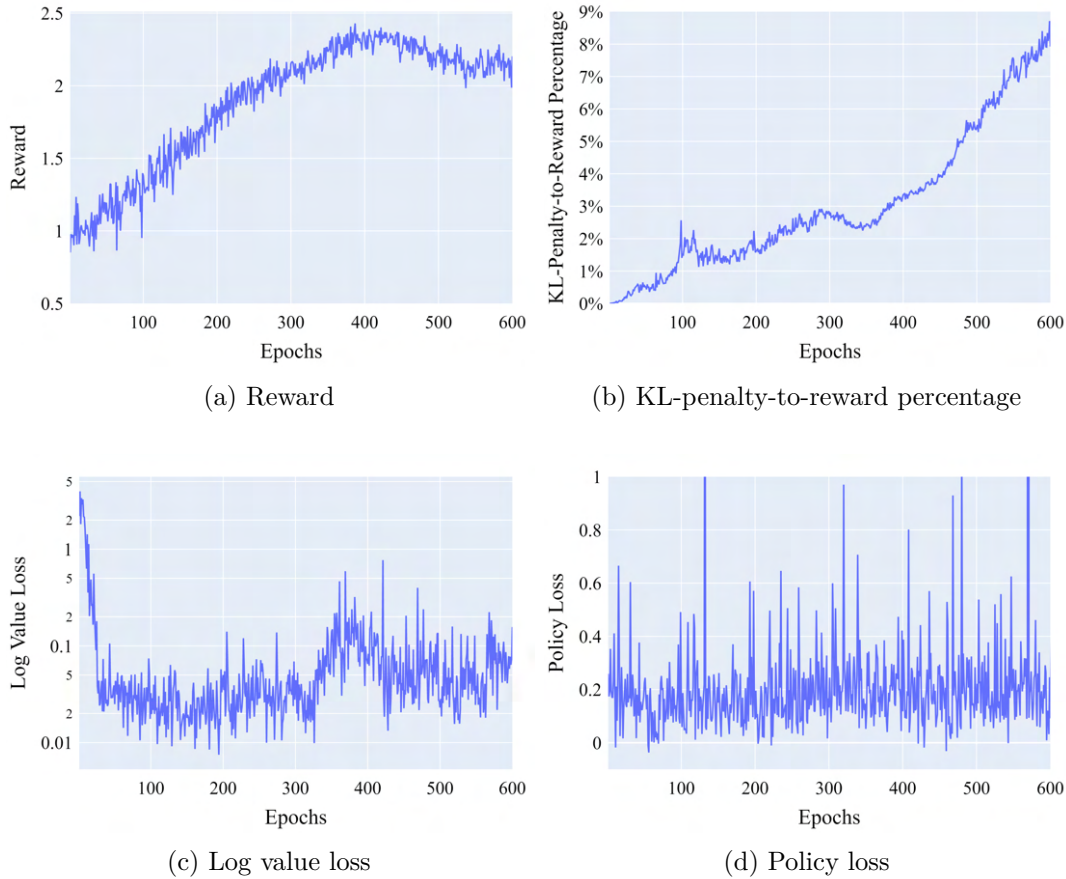 2.5
2
1.5
1
0.5
Reward
100 200 300 400 500 600
Epochs
(a) Reward
9%
8%
7%
6%
5%
4%
3%
2%
1%
0%
KL-Penalty-to-Reward Percentage
100 200 300 400 500 600
Epochs
(b) KL-penalty-to-reward percentage
5
2
1
5
2
0.1
5
2
0.01
Log Value Loss
100 200 300 400 500 600
Epochs
(c) Log value loss
1
0.8
0.6
0.4
0.2
0
Policy Loss
100 200 300 400 500 600
Epochs
(d) Policy loss